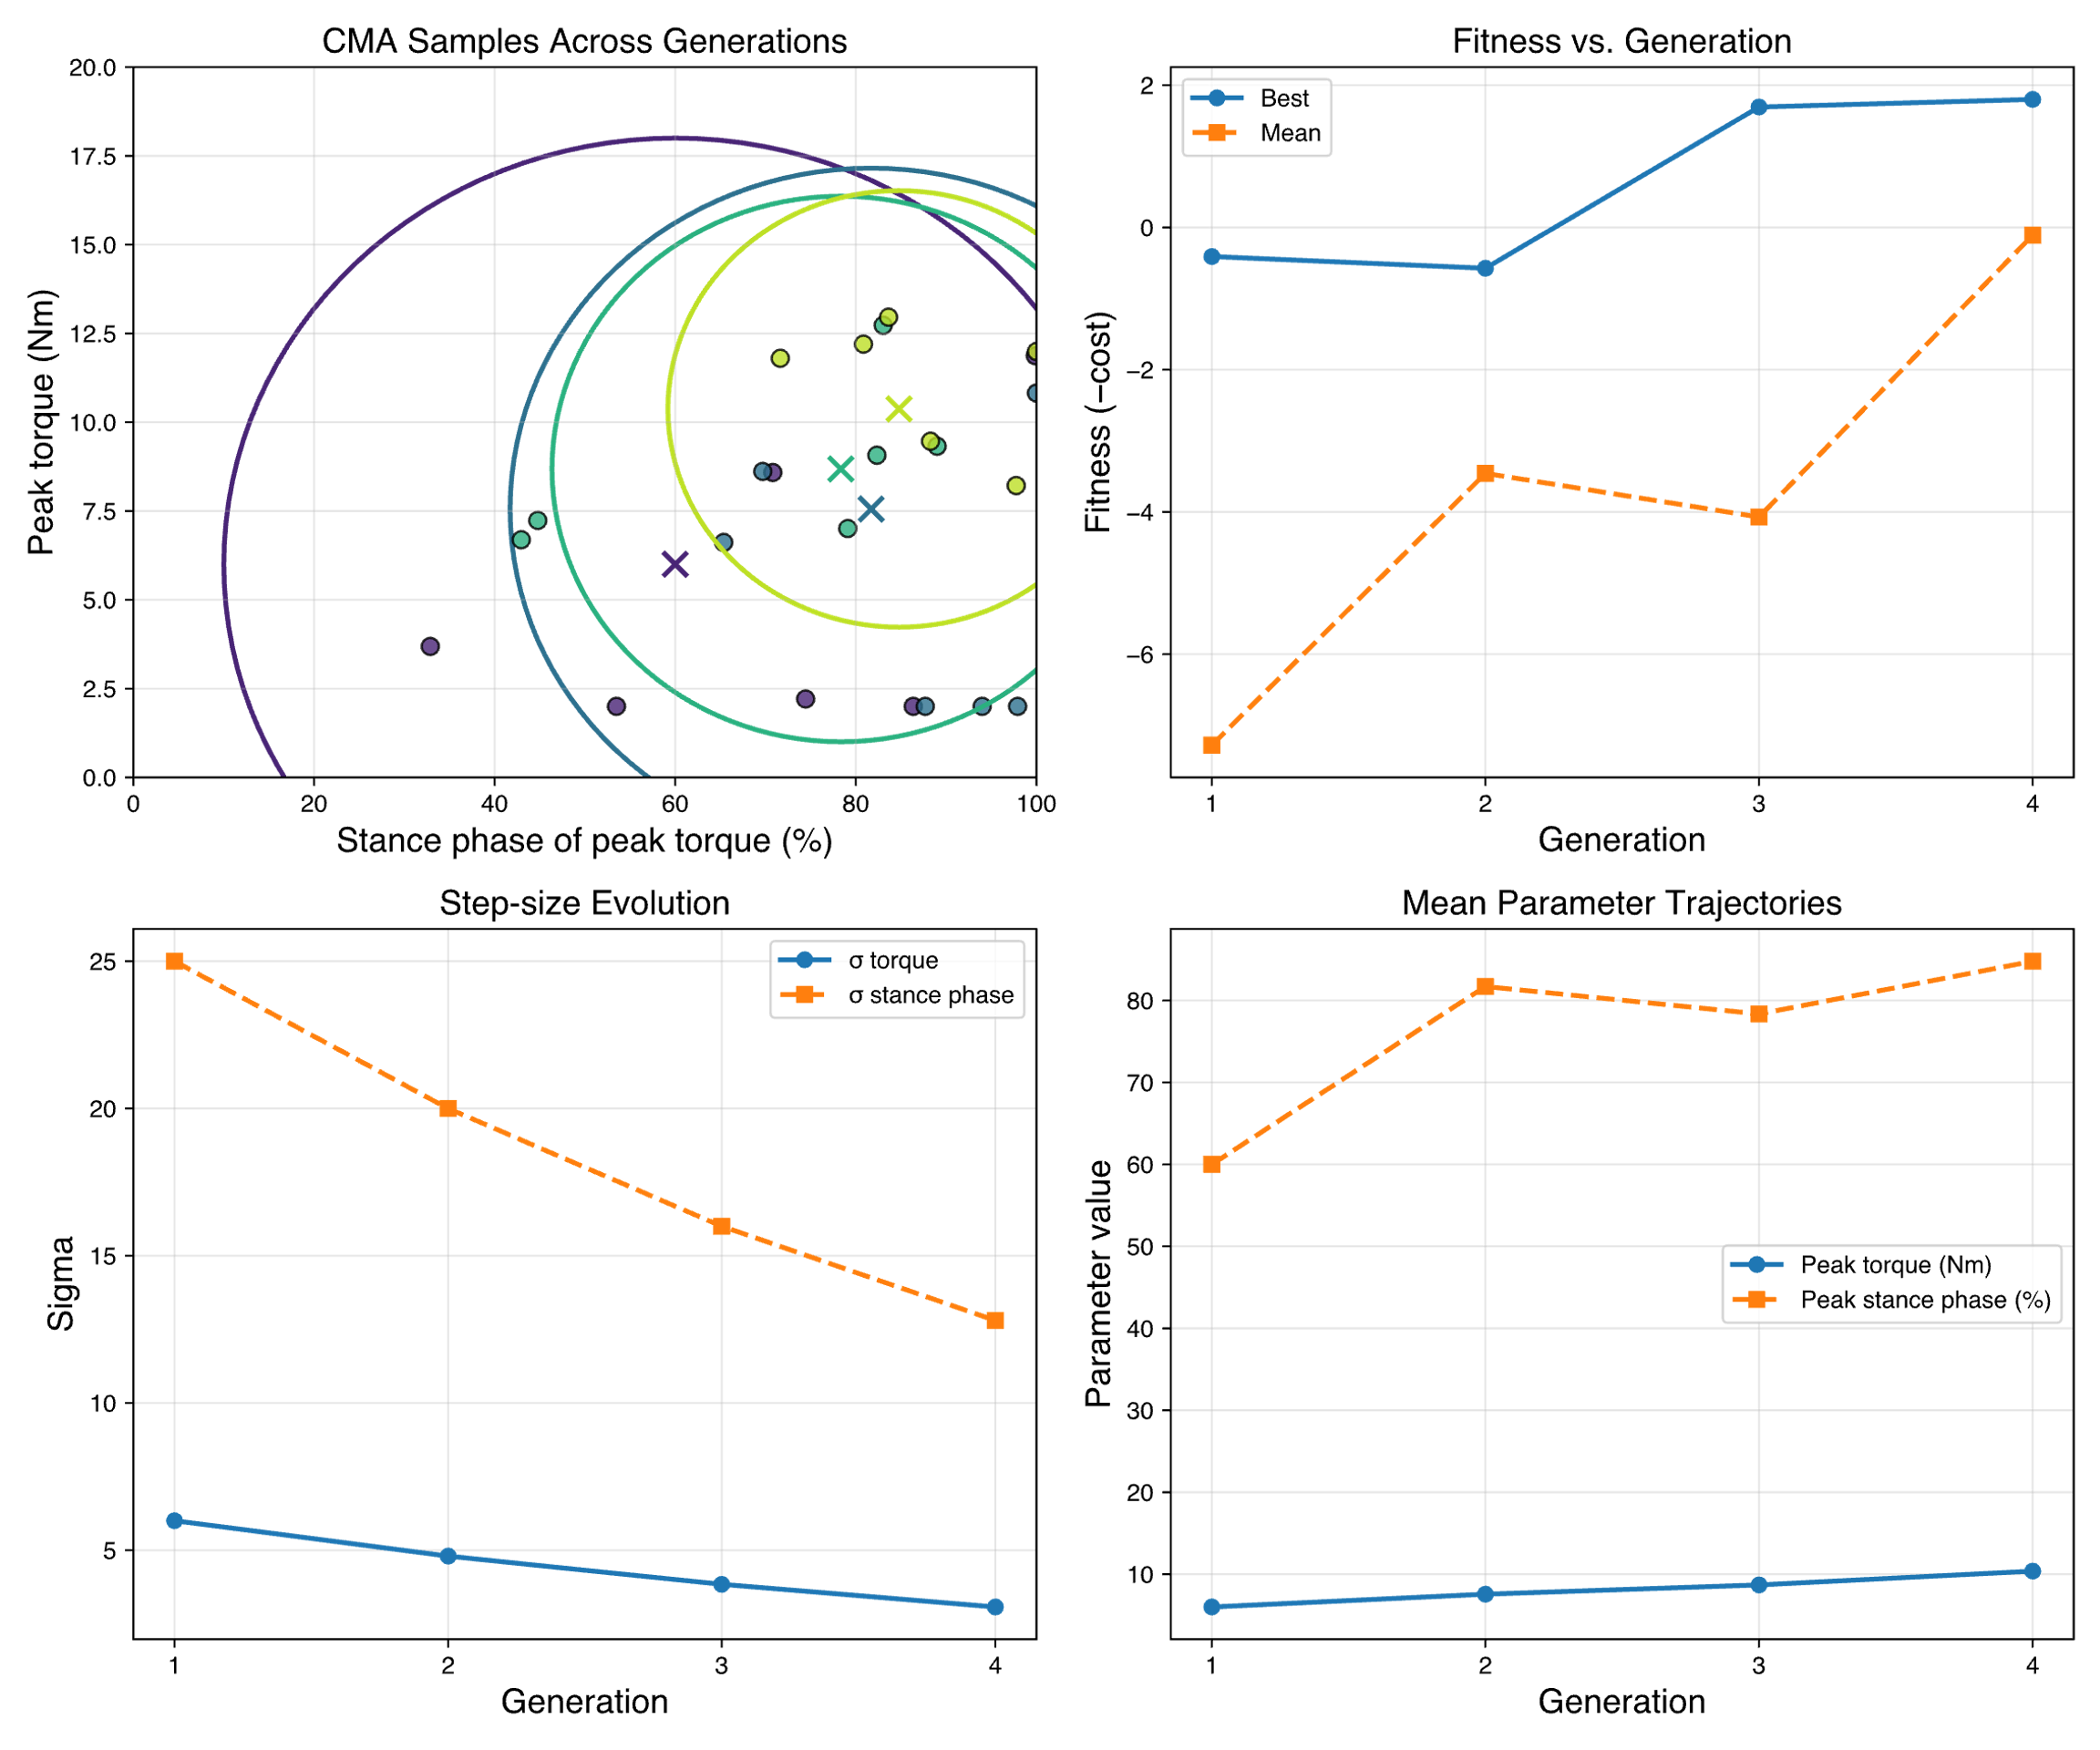 CMA Samples Across Generations
20.0
17.5
15.0
12.5
10.0
7.5
5.0
2.5
0.0
0 20 40 60 80 100
Peak torque (Nm)
Stance phase of peak torque (%)
Fitness vs. Generation
Best
Mean
2
0
−2
−4
−6
1 2 3 4
Fitness (−cost)
Generation
Step-size Evolution
σ torque
σ stance phase
25
20
15
10
5
1 2 3 4
Sigma
Generation
Mean Parameter Trajectories
80
70
60
50
40
30
20
10
Peak torque (Nm)
Peak stance phase (%)
1 2 3 4
Parameter value
Generation